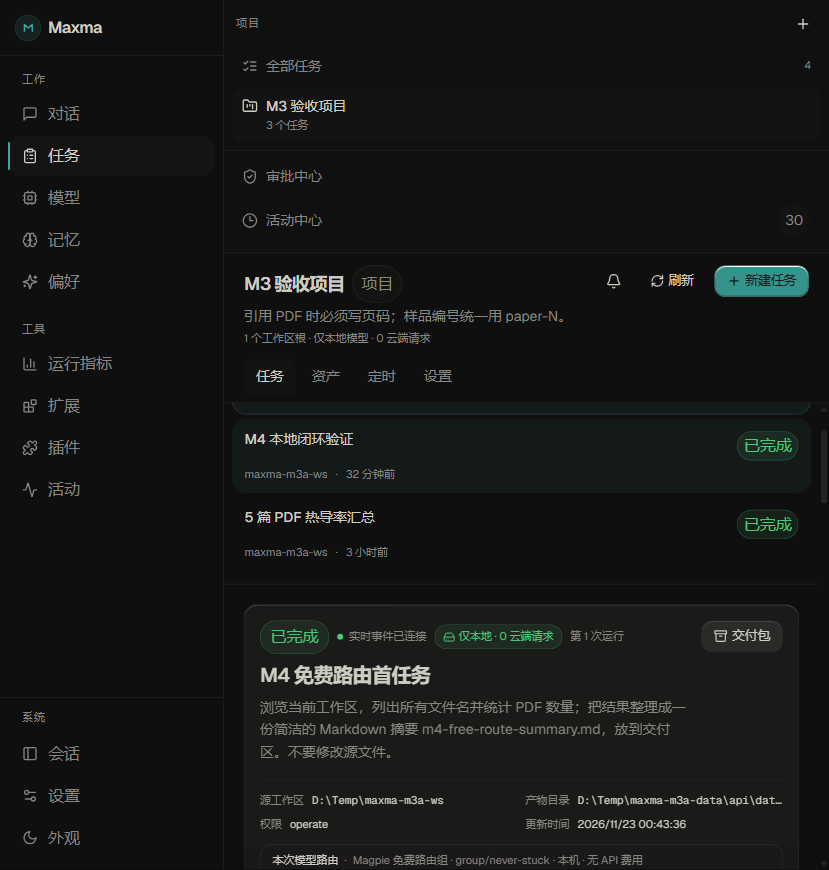 Maxma
工作
对话
任务
模型
记忆
偏好
工具
运行指标
扩展
插件
活动
系统
会话
设置
外观
项目
全部任务 4
M3 验收项目
3 个任务
审批中心
活动中心 30
M3 验收项目 项目
刷新 + 新建任务
引用 PDF 时必须写页码；样品编号统一用 paper-N。
1 个工作区根 · 仅本地模型 · 0 云端请求
任务 资产 定时 设置
M4 本地闭环验证 已完成
maxma-m3a-ws · 32 分钟前
5 篇 PDF 热导率汇总 已完成
maxma-m3a-ws · 3 小时前
已完成 实时事件已连接 仅本地 · 0 云端请求 第 1 次运行 交付包
M4 免费路由首任务
浏览当前工作区，列出所有文件名并统计 PDF 数量；把结果整理成一
份简洁的 Markdown 摘要 m4-free-route-summary.md，放到交付
区。不要修改源文件。
源工作区 D:\Temp\maxma-m3a-ws 产物目录 D:\Temp\maxma-m3a-data\api\dat…
权限 operate 更新时间 2026/11/23 00:43:36
本次模型路由 · Magpie 免费路由组 · group/never-stuck · 本机 · 无 API 费用